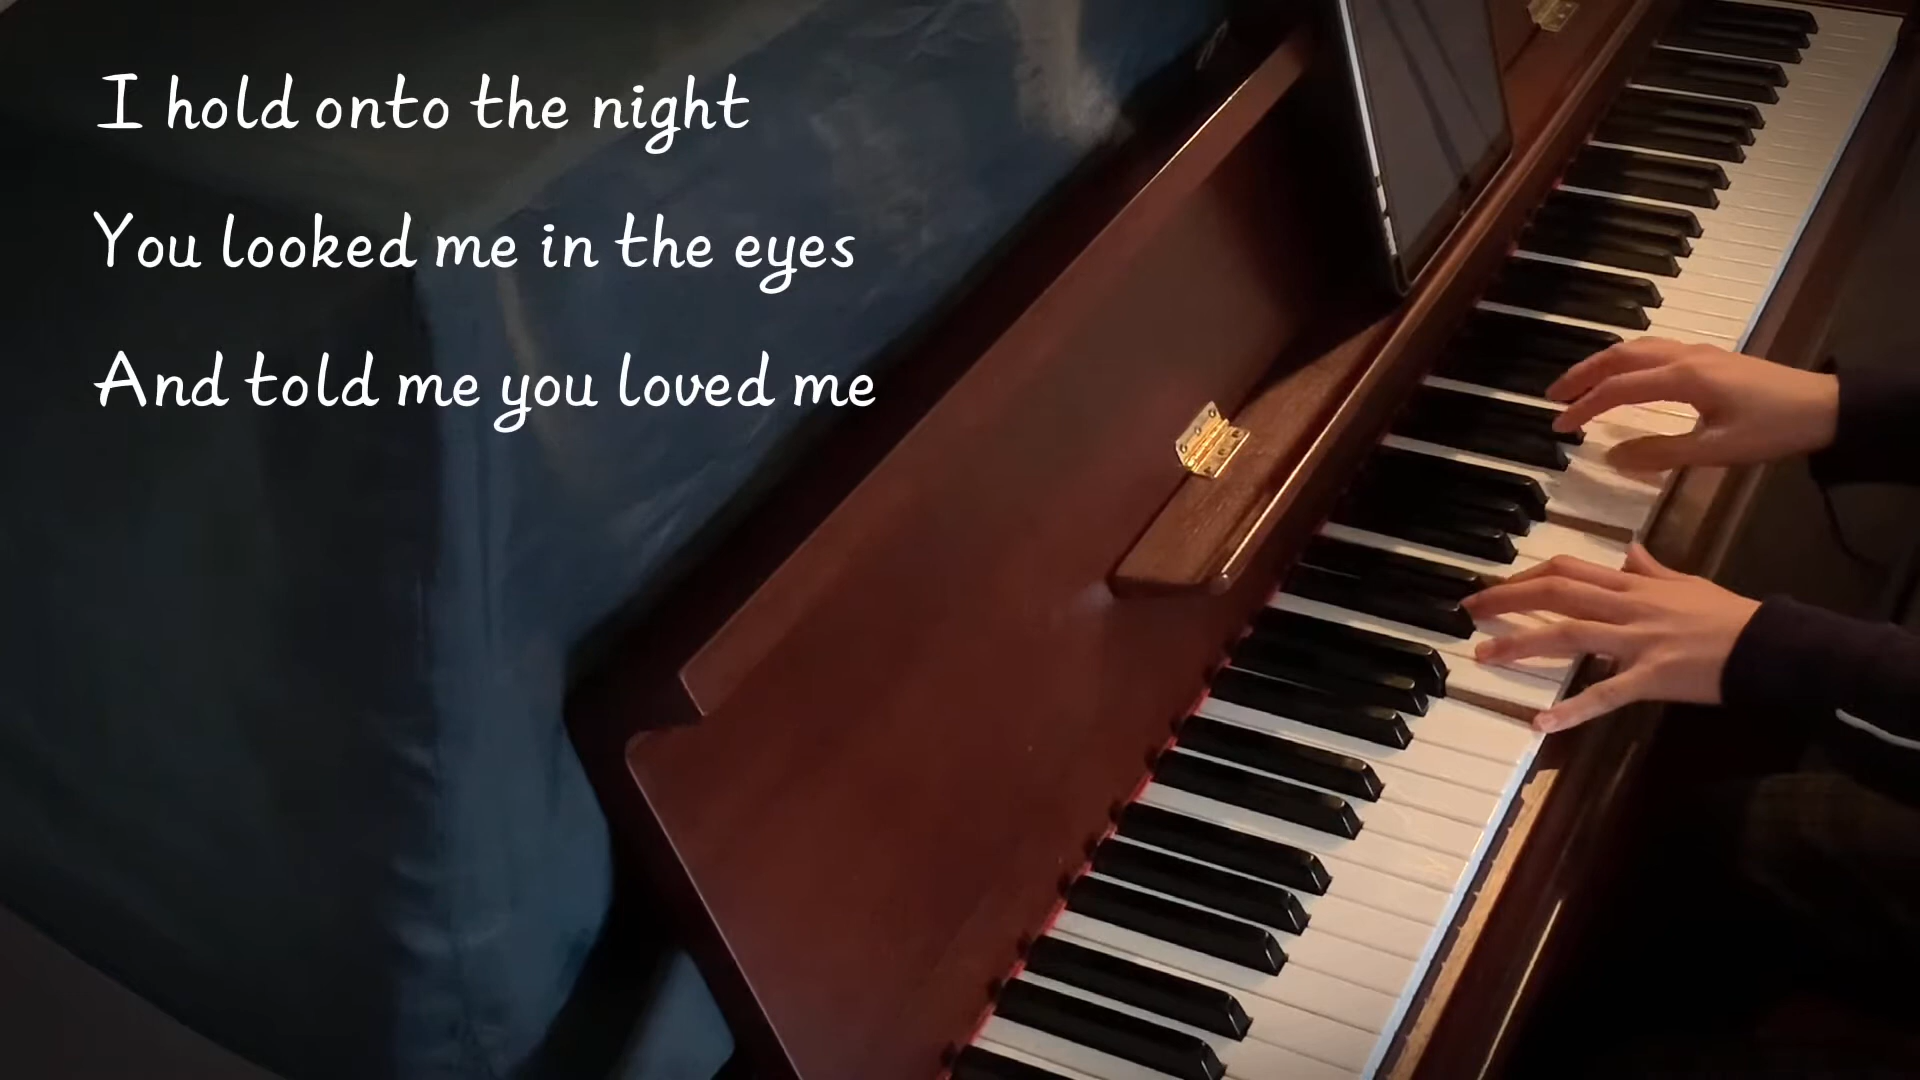 I hold onto the night
You looked me in the eyes
And told me you loved me